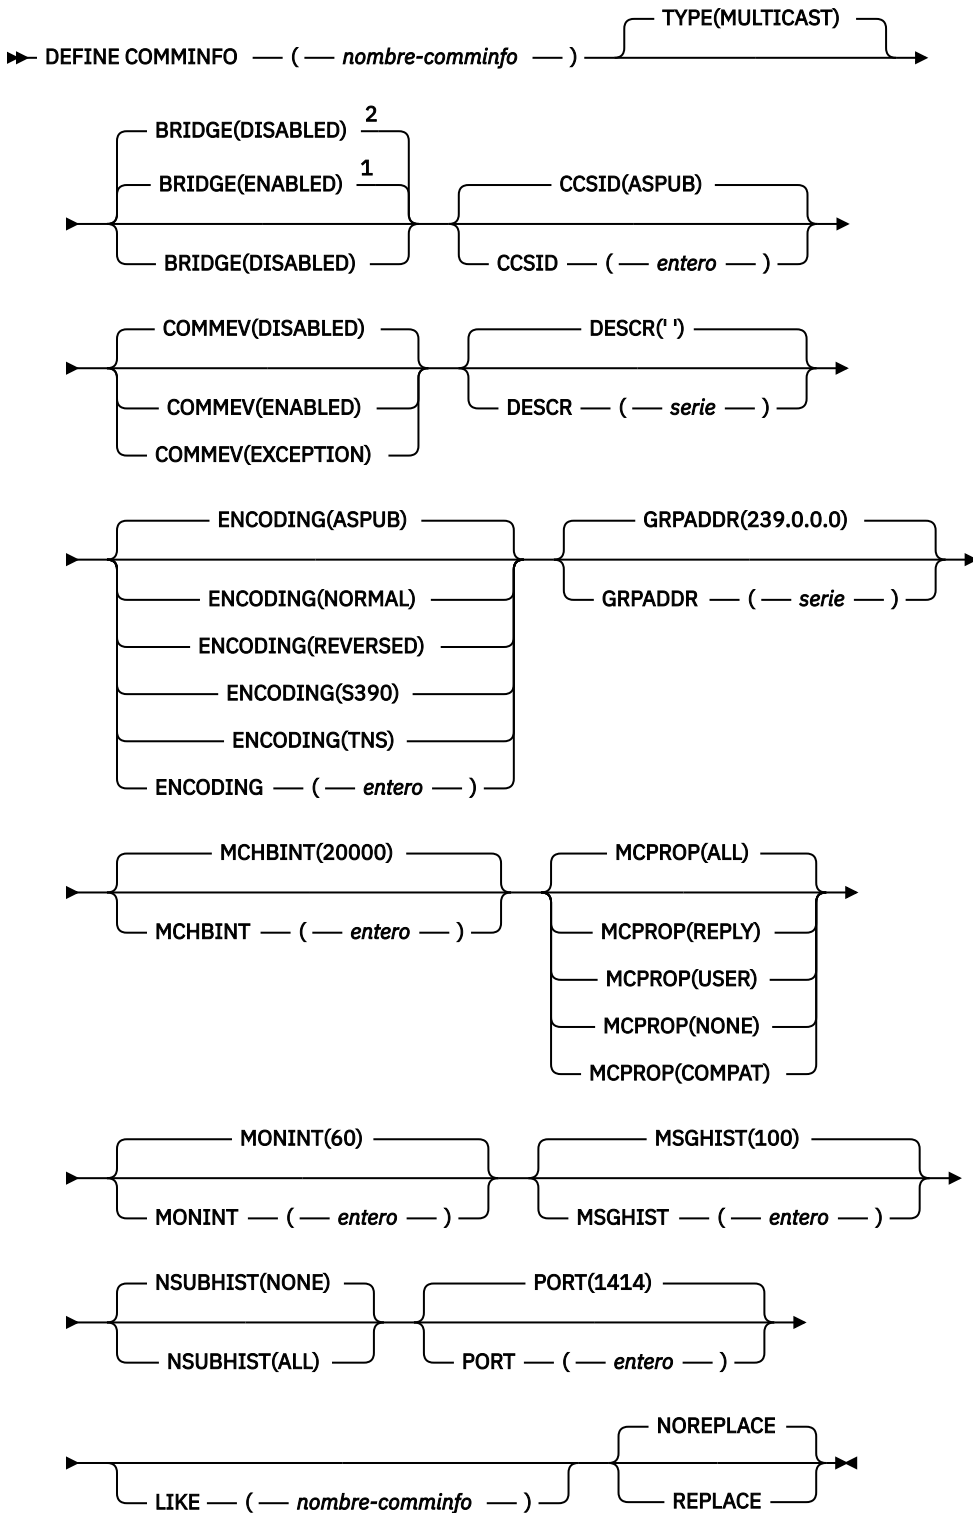 TYPE(MULTICAST)
DEFINE COMMINFO ( nombre-comminfo )
BRIDGE(DISABLED) 2
BRIDGE(ENABLED) 1
BRIDGE(DISABLED)
CCSID(ASPUB)
CCSID ( entero )
COMMEV(DISABLED)
COMMEV(ENABLED)
COMMEV(EXCEPTION)
DESCR(' ')
DESCR ( serie )
ENCODING(ASPUB)
ENCODING(NORMAL)
ENCODING(REVERSED)
ENCODING(S390)
ENCODING(TNS)
ENCODING ( entero )
GRPADDR(239.0.0.0)
GRPADDR ( serie )
MCHBINT(20000)
MCHBINT ( entero )
MCPROP(ALL)
MCPROP(REPLY)
MCPROP(USER)
MCPROP(NONE)
MCPROP(COMPAT)
MONINT(60)
MONINT ( entero )
MSGHIST(100)
MSGHIST ( entero )
NSUBHIST(NONE)
NSUBHIST(ALL)
PORT(1414)
PORT ( entero )
LIKE ( nombre-comminfo )
NOREPLACE
REPLACE